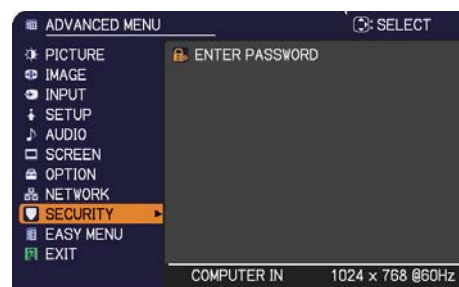 ADVANCED MENU : SELECT
PICTURE ENTER PASSWORD
IMAGE
INPUT
SETUP
AUDIO
SCREEN
OPTION
NETWORK
SECURITY
EASY MENU
EXIT
COMPUTER IN 1024 x 768 @60Hz